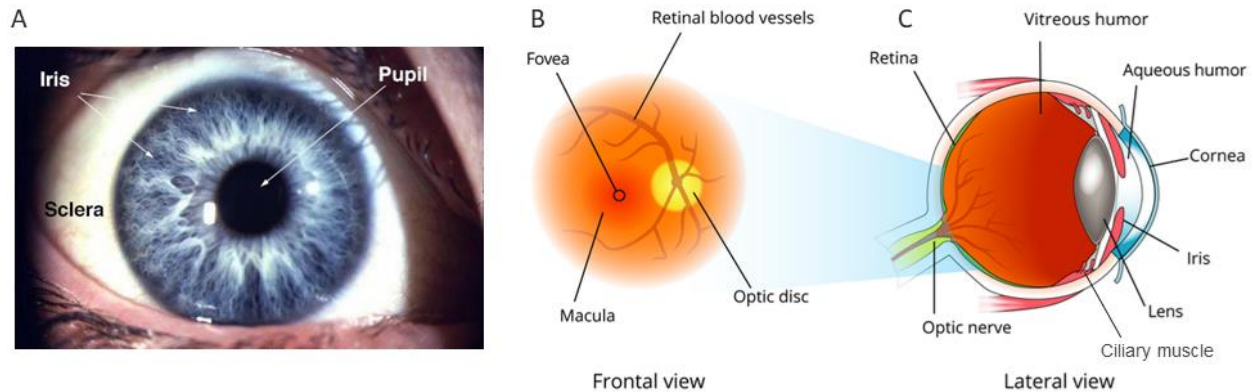 A
Iris
Pupil
Sclera
B
Retinal blood vessels
Fovea
Macula
Optic disc
Frontal view
C
Vitreous humor
Retina
Aqueous humor
Cornea
Iris
Lens
Optic nerve
Ciliary muscle
Lateral view